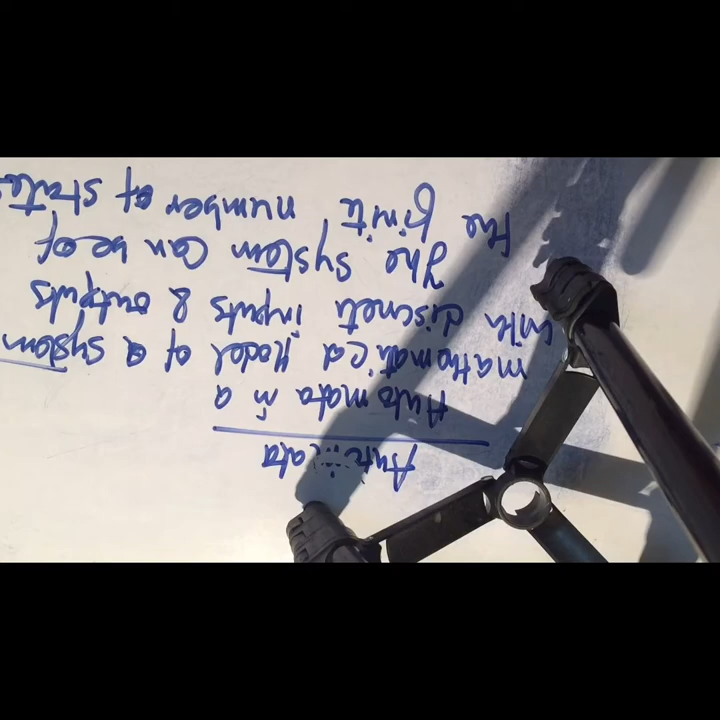 Automata
Automata is a
mathematical Model of a system
with discrete inputs & outputs
The system can be of
the finite number of states